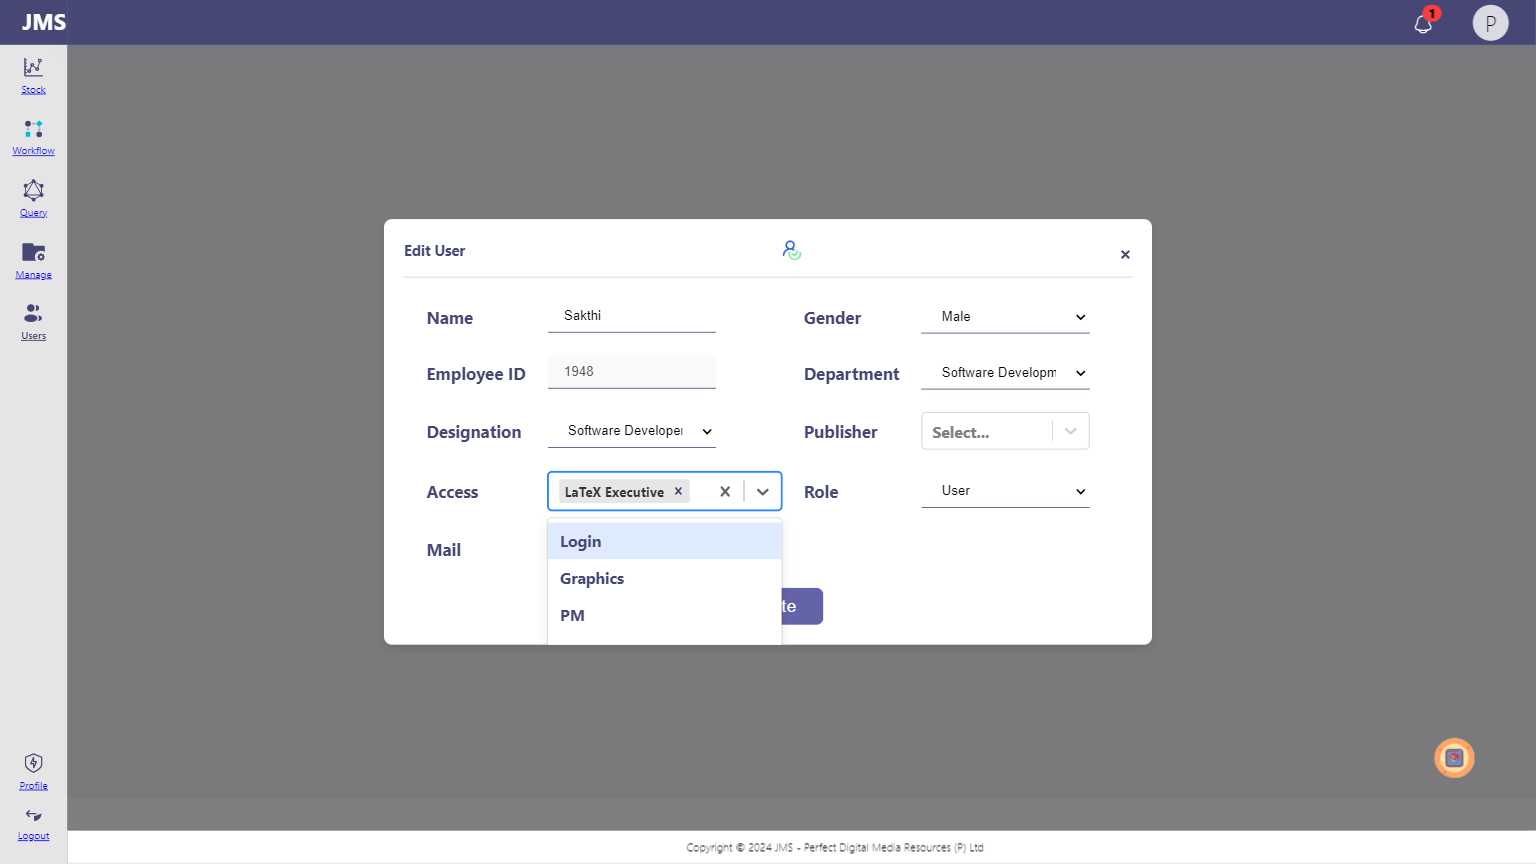 JMS
1
P
Stock
Workflow
Query
Manage
Users
Edit User
×
Name
Sakthi
Gender
Male
Employee ID
1948
Department
Software Developm
Designation
Software Developer
Publisher
Select...
Access
LaTeX Executive
Role
User
Login
Graphics
PM
Mail
te
Profile
Logout
Copyright © 2024 JMS - Perfect Digital Media Resources (P) Ltd